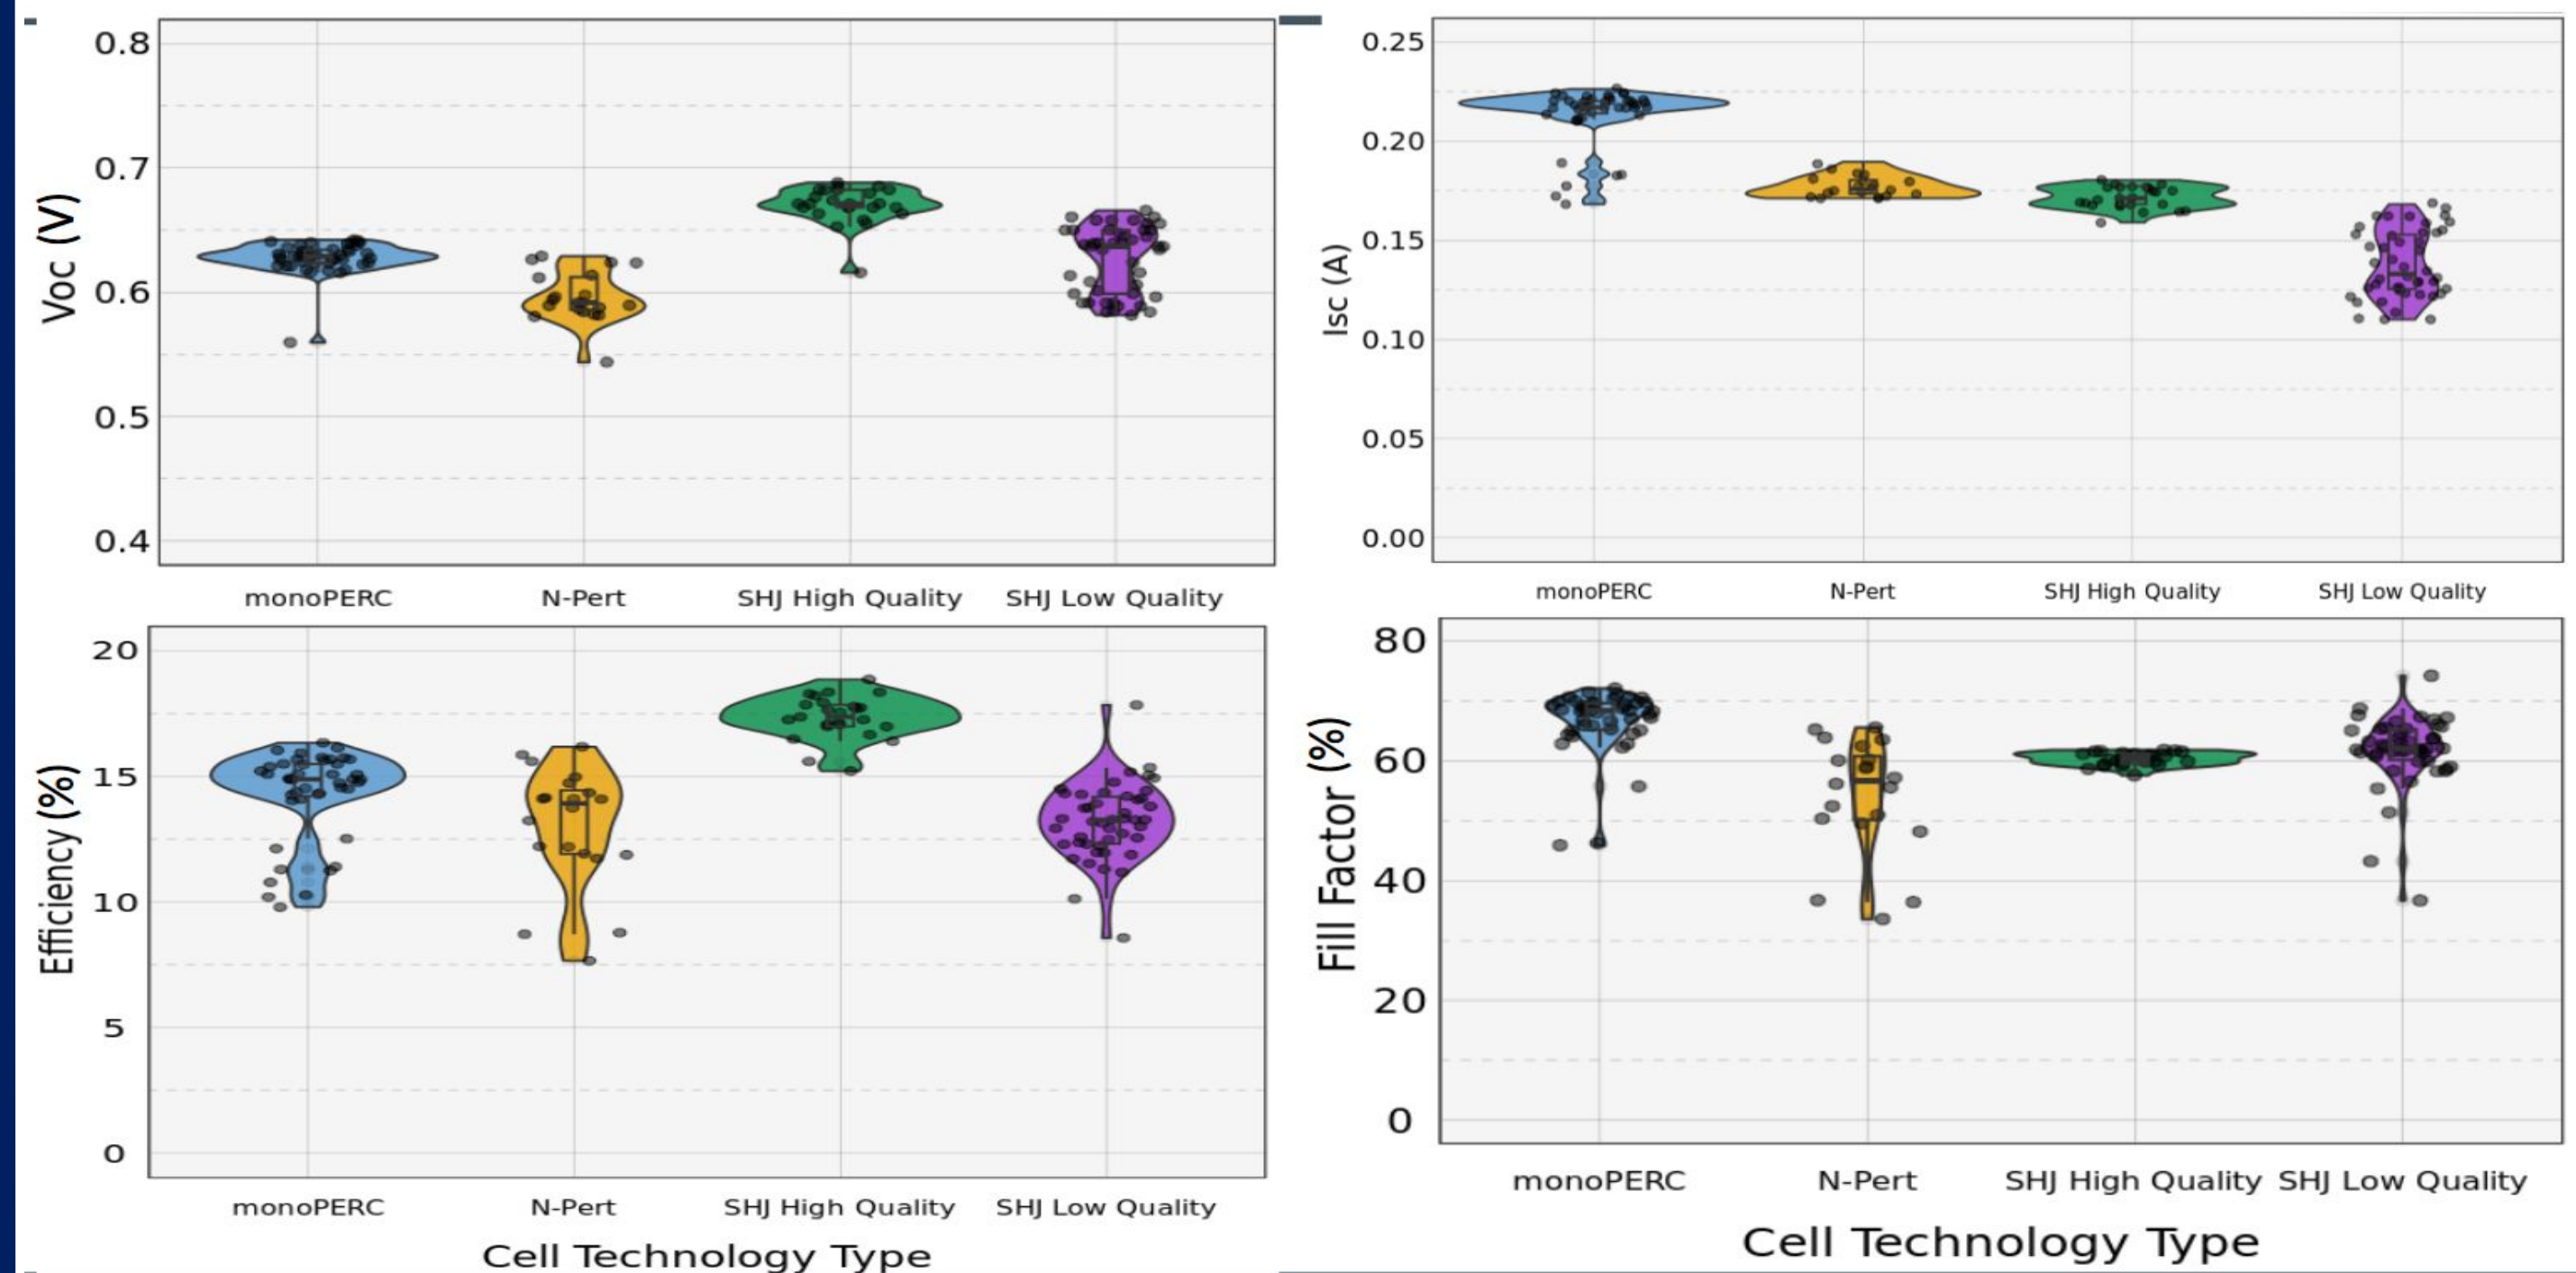 Voc (V)
0.8
0.7
0.6
0.5
0.4
monoPERC N-Pert SHJ High Quality SHJ Low Quality
Isc (A)
0.25
0.20
0.15
0.10
0.05
0.00
monoPERC N-Pert SHJ High Quality SHJ Low Quality
Efficiency (%)
20
15
10
5
0
monoPERC N-Pert SHJ High Quality SHJ Low Quality
Cell Technology Type
Fill Factor (%)
80
60
40
20
0
monoPERC N-Pert SHJ High Quality SHJ Low Quality
Cell Technology Type